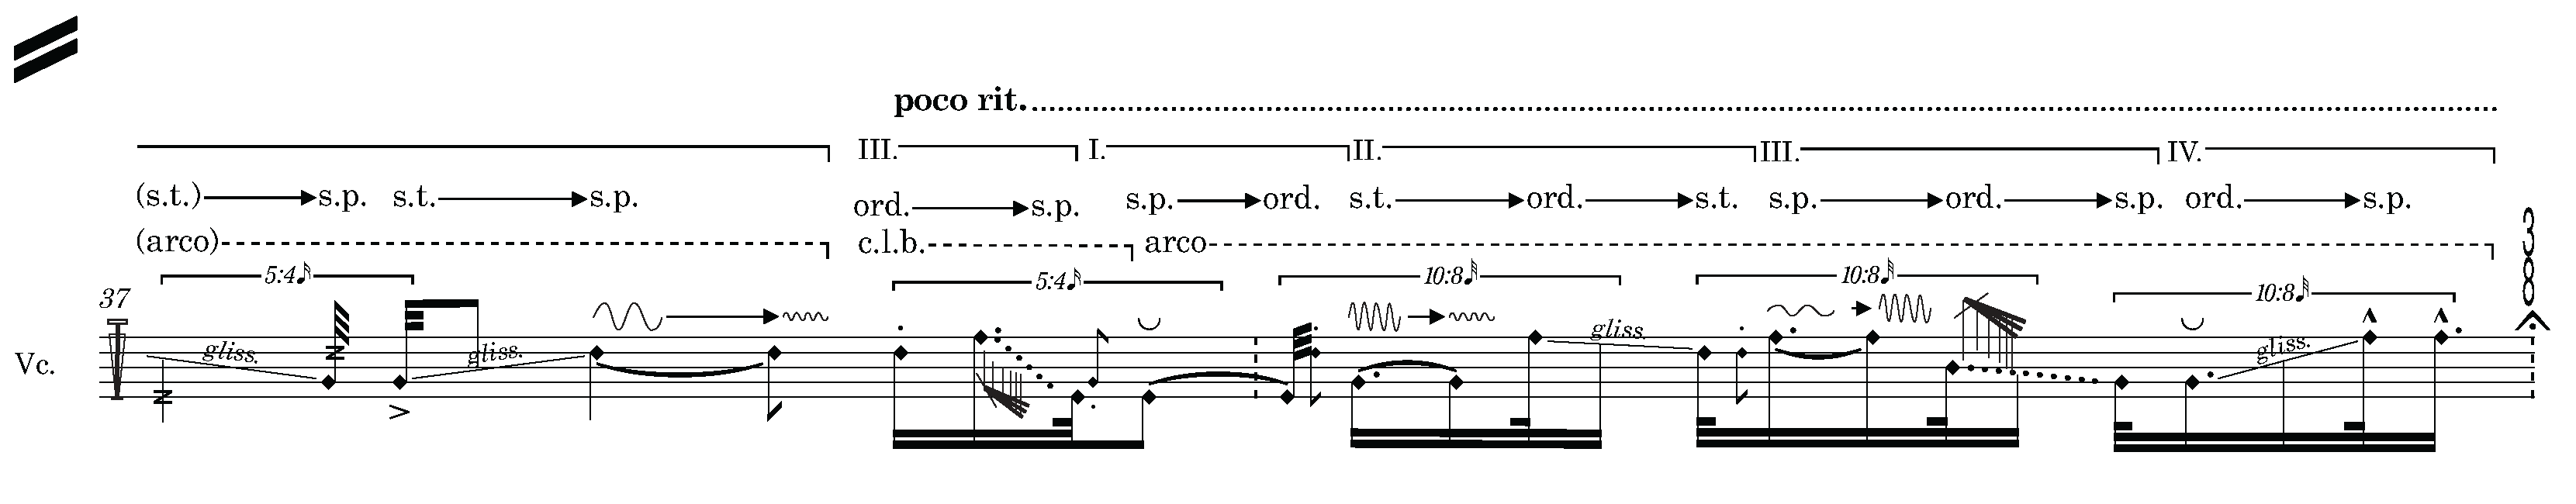 poco rit.
III. I. II. III. IV.
(s.t.) s.p. s.t. s.p. ord. s.p. s.p. ord. s.t. ord. s.t. s.p. ord. s.p. ord. s.p.
(arco) c.l.b. arco
5:4 5:4 10:8 10:8 10:8
37
3
8
Vc. gliss. gliss. gliss. gliss.